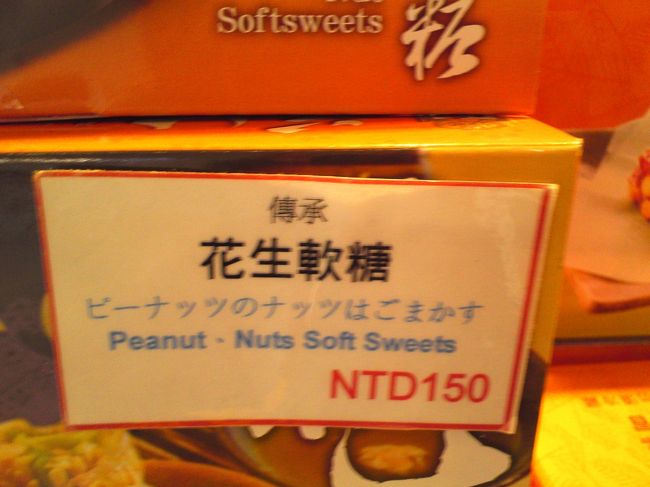 Softsweets
糖
傳承
花生軟糖
ピーナッツのナッツはごまかす
Peanut、Nuts Soft Sweets
NTD150